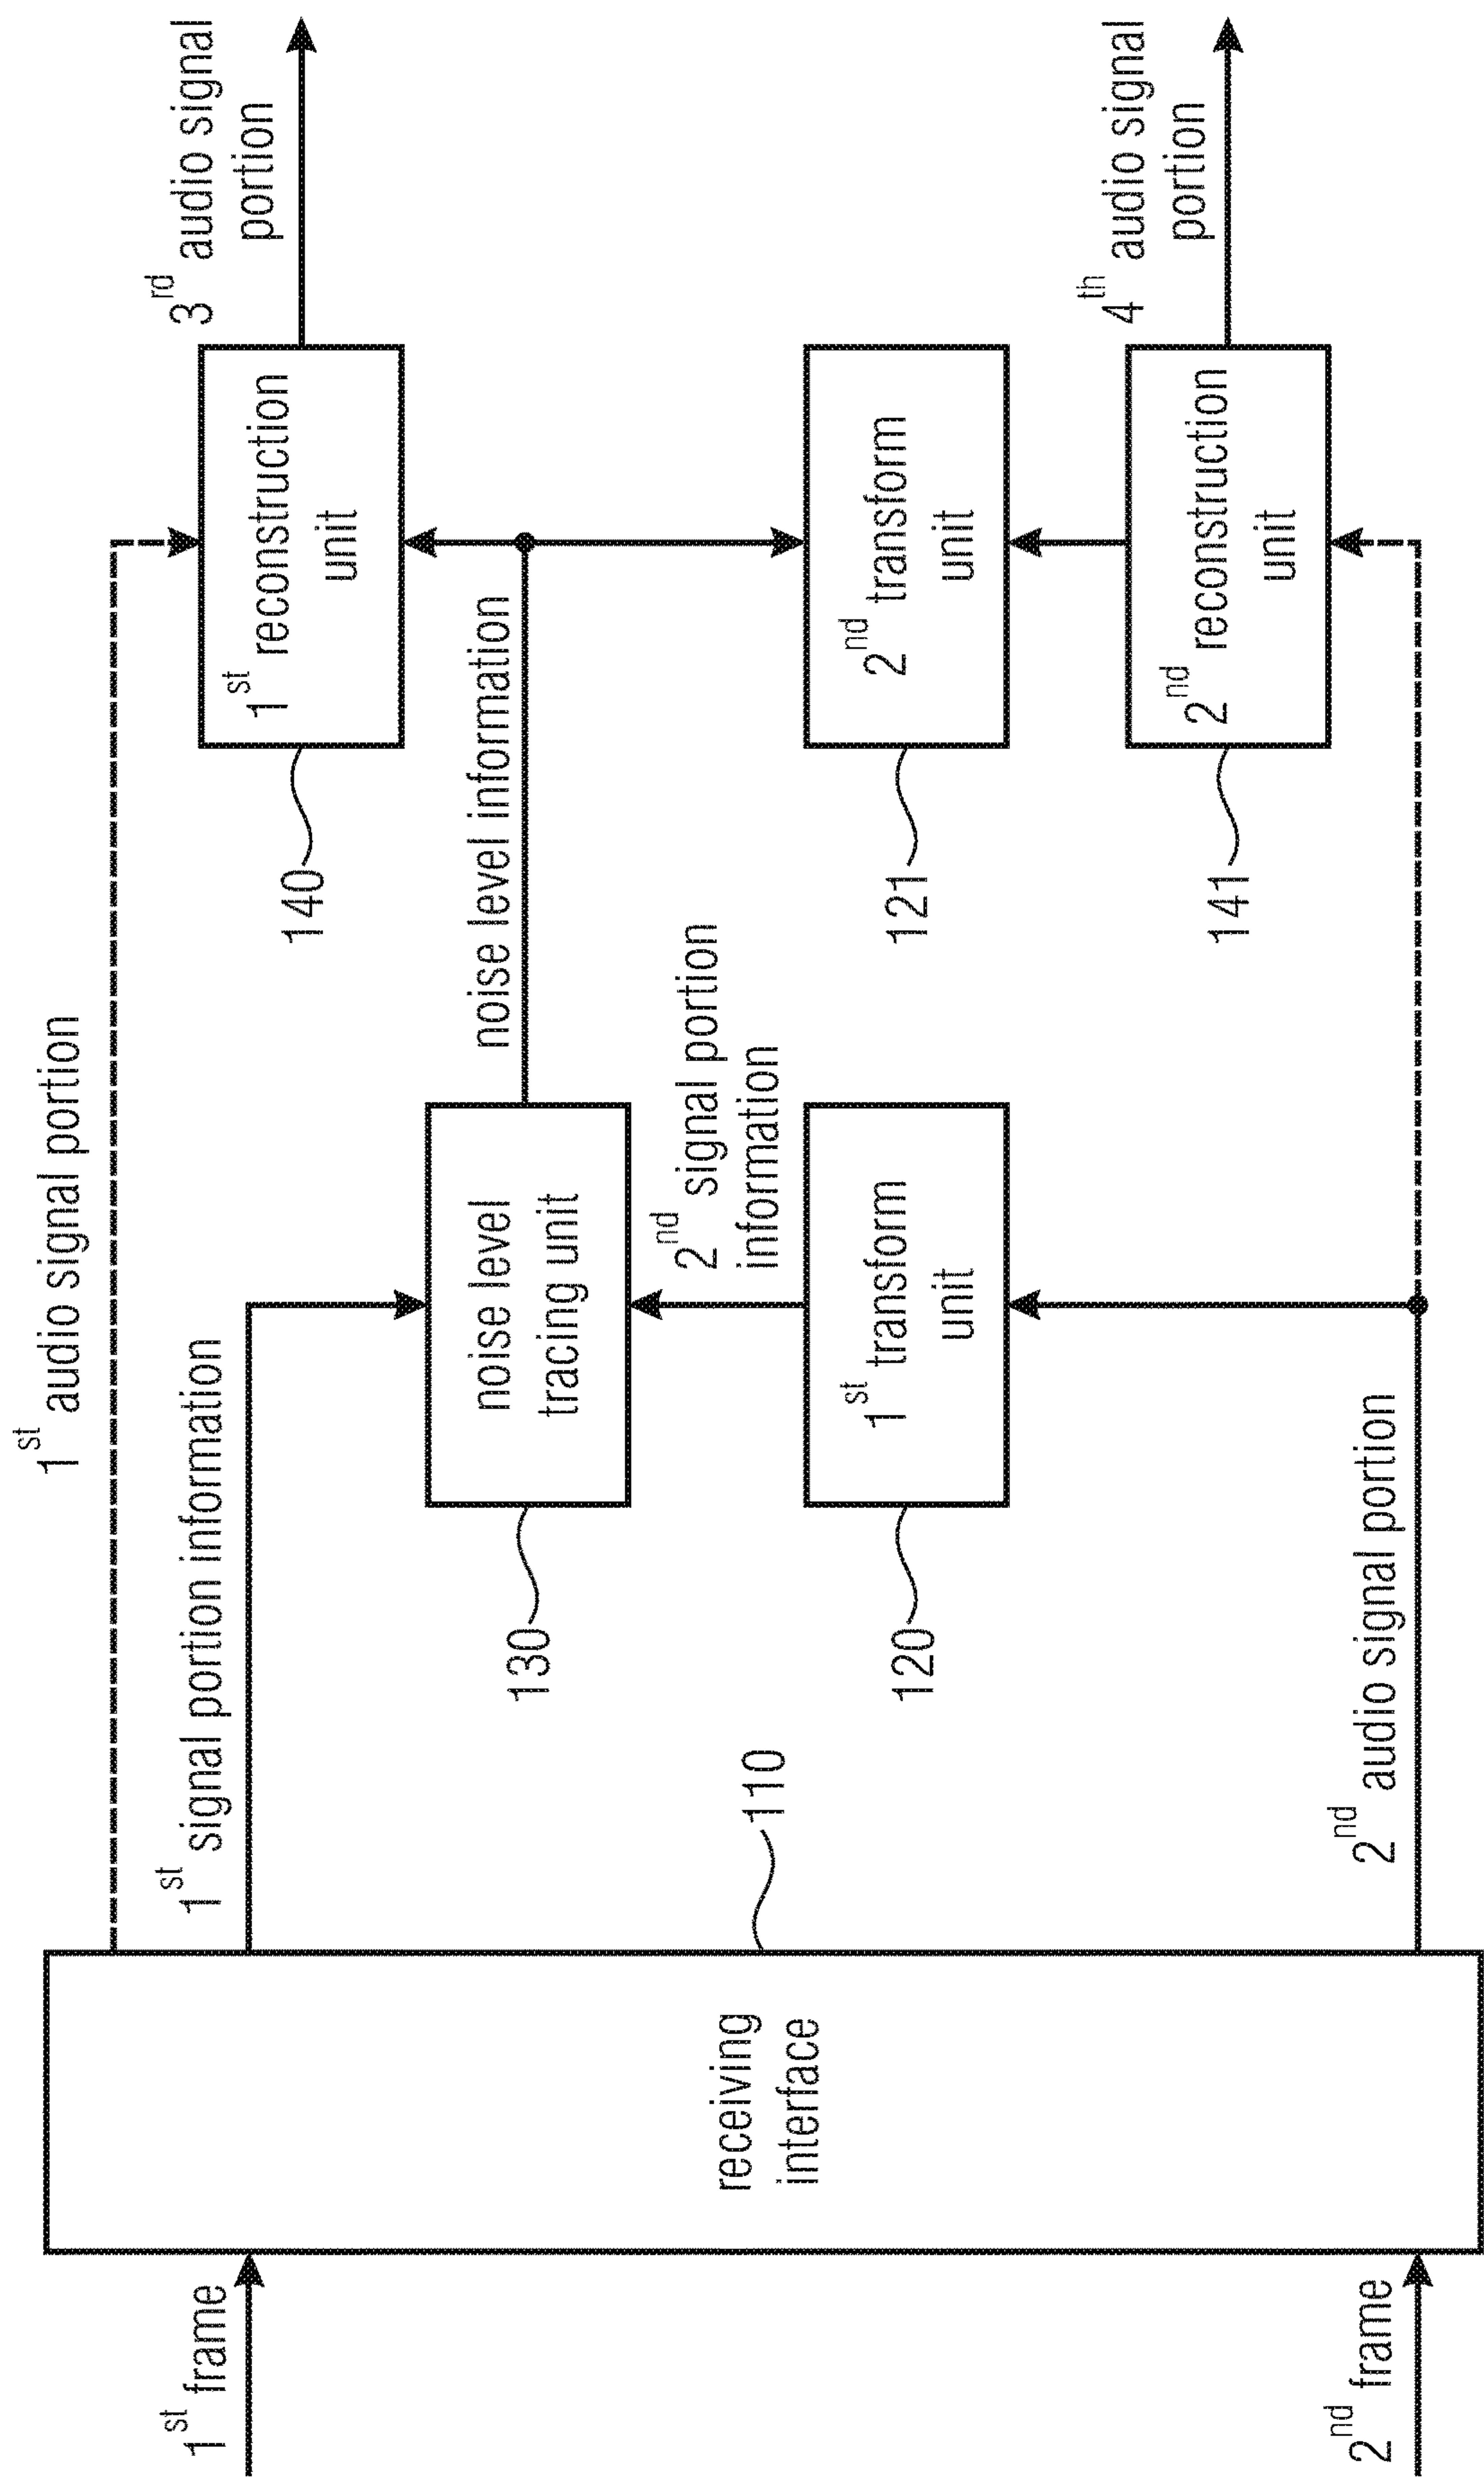 1st frame
2nd frame
receiving
interface
110
1st audio signal portion
1st signal portion information
2nd audio signal portion
130
noise level
tracing unit
120
1st transform
unit
2nd signal portion
information
noise level information
140
1st reconstruction
unit
121
2nd transform
unit
141
2nd reconstruction
unit
3rd audio signal
portion
4th audio signal
portion